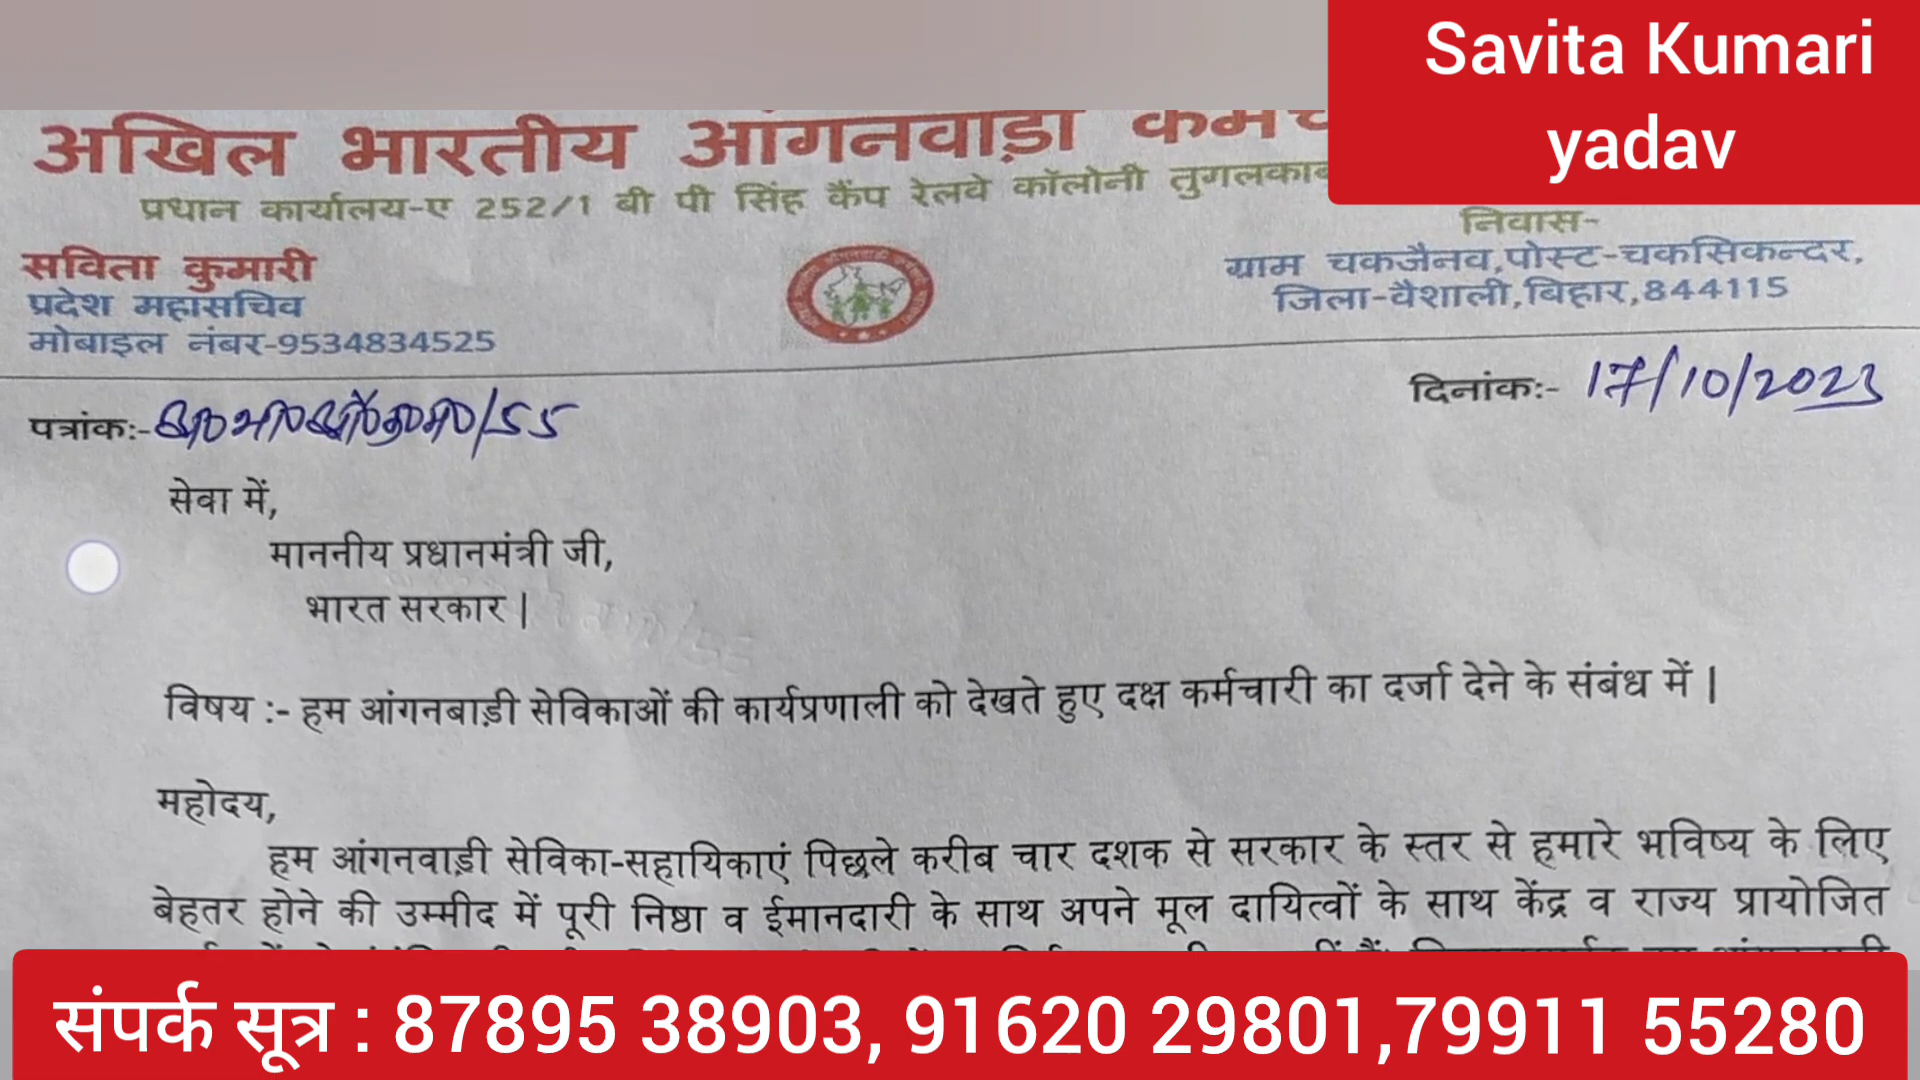 Savita Kumari
yadav
अखिल भारतीय आंगनवाड़ी
प्रधान कार्यालय-ए 252/1 बी पी सिंह कैंप रेलवे कॉलोनी
निवास-
सविता कुमारी
ग्राम चकजैनव,पोस्ट-चकसिकन्दर,
प्रदेश महासचिव
जिला-वैशाली,बिहार,844115
मोबाइल नंबर-9534834525
दिनांक:- 17/10/2023
पत्रांक:- /55
सेवा में,
माननीय प्रधानमंत्री जी,
भारत सरकार |
विषय :- हम आंगनबाड़ी सेविकाओं की कार्यप्रणाली को देखते हुए दक्ष कर्मचारी का दर्जा देने के संबंध में |
महोदय,
हम आंगनवाड़ी सेविका-सहायिकाएं पिछले करीब चार दशक से सरकार के स्तर से हमारे भविष्य के लिए
बेहतर होने की उम्मीद में पूरी निष्ठा व ईमानदारी के साथ अपने मूल दायित्वों के साथ केंद्र व राज्य प्रायोजित
संपर्क सूत्र : 87895 38903, 91620 29801,79911 55280